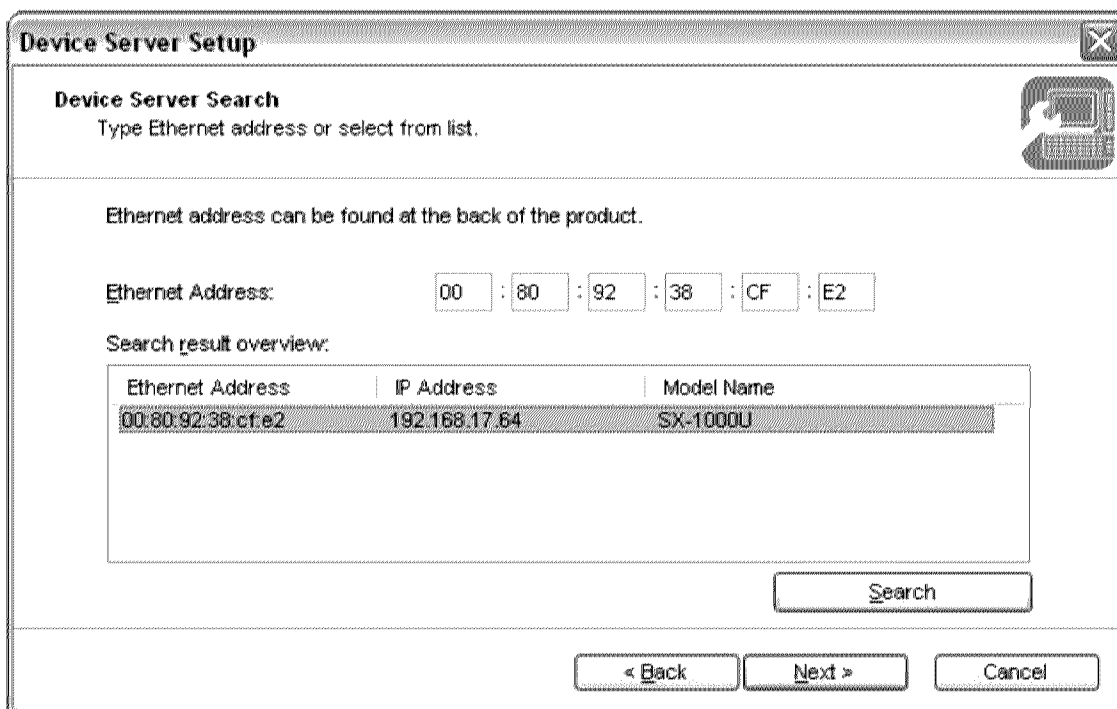 Device Server Setup
Device Server Search
Type Ethernet address or select from list.
Ethernet address can be found at the back of the product.
Ethernet Address: 00 : 80 : 92 : 38 : CF : E2
Search result overview:
Ethernet Address IP Address Model Name
00:80:92:38:cf:e2 192.168.17.64 SX-1000U
Search
< Back Next > Cancel